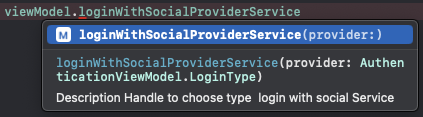 viewModel.loginWithSocialProviderService
M loginWithSocialProviderService(provider:)
loginWithSocialProviderService(provider: Authen
ticationViewModel.LoginType)
Description Handle to choose type  login with social Service